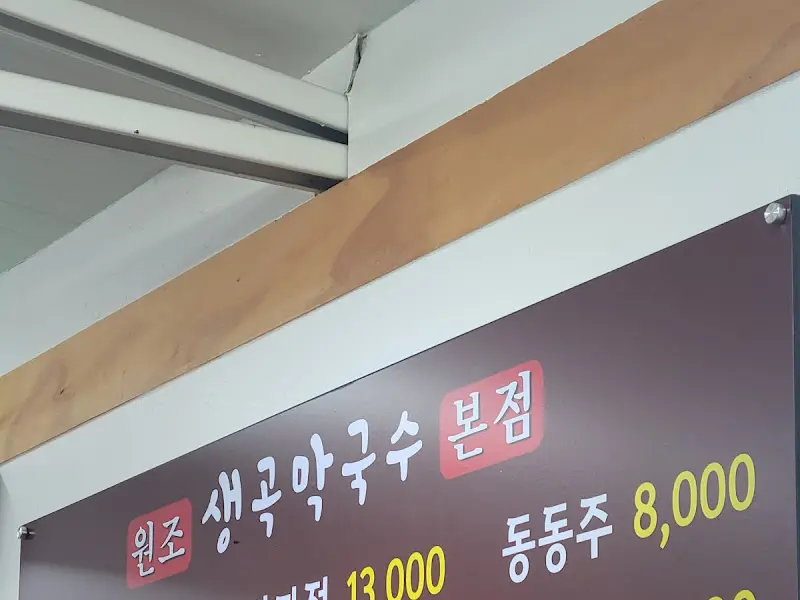 원조 생곡막국수 본점
13,000
동동주 8,000